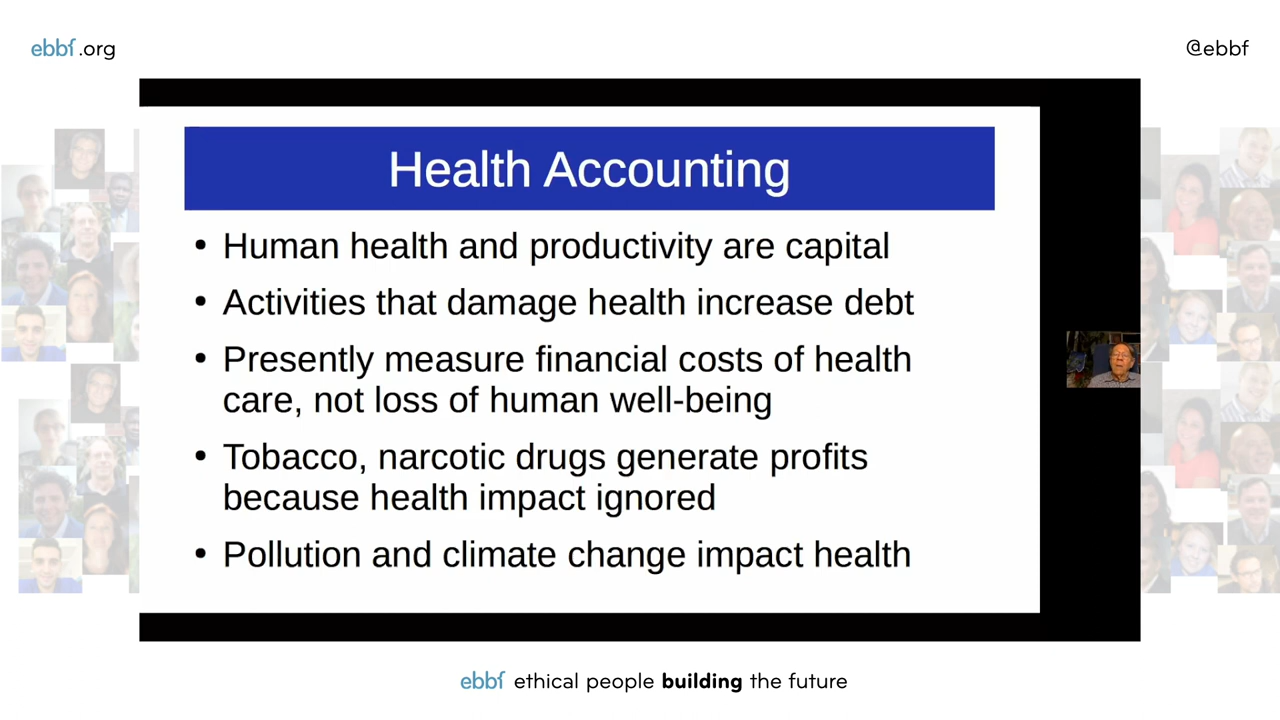 ebbf.org
@ebbf
Health Accounting
• Human health and productivity are capital
• Activities that damage health increase debt
• Presently measure financial costs of health
care, not loss of human well-being
• Tobacco, narcotic drugs generate profits
because health impact ignored
• Pollution and climate change impact health
ebbf ethical people building the future